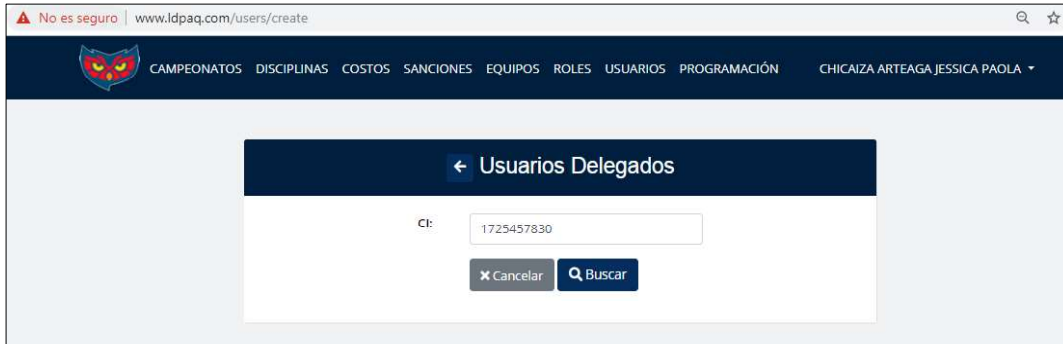 No es seguro | www.ldpaq.com/users/create
CAMPEONATOS DISCIPLINAS COSTOS SANCIONES EQUIPOS ROLES USUARIOS PROGRAMACIÓN CHICAIZA ARTEAGA JESSICA PAOLA
Usuarios Delegados
CI: 1725457830
Cancelar Buscar